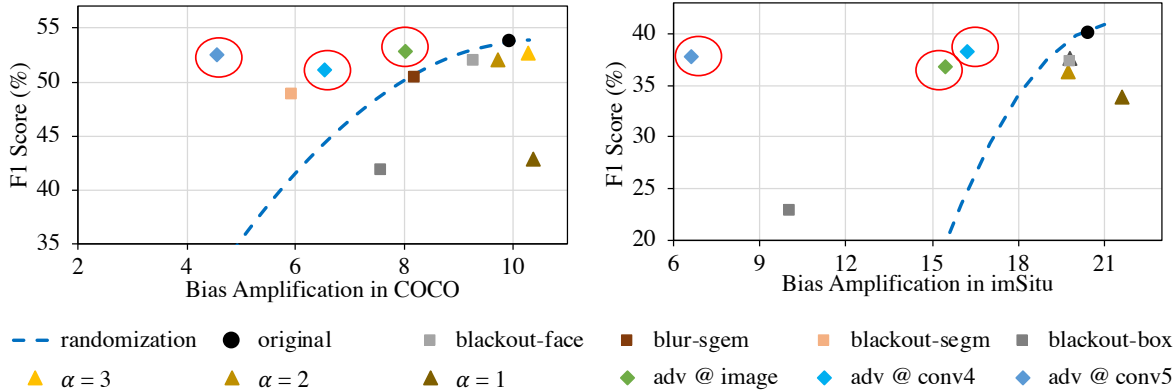 F1 Score (%)
55
50
45
40
35
2
4
6
8
10
Bias Amplification in COCO
F1 Score (%)
40
35
30
25
20
6
9
12
15
18
21
Bias Amplification in imSitu
randomization
original
blackout-face
blur-sgem
blackout-segm
blackout-box
α = 3
α = 2
α = 1
adv @ image
adv @ conv4
adv @ conv5